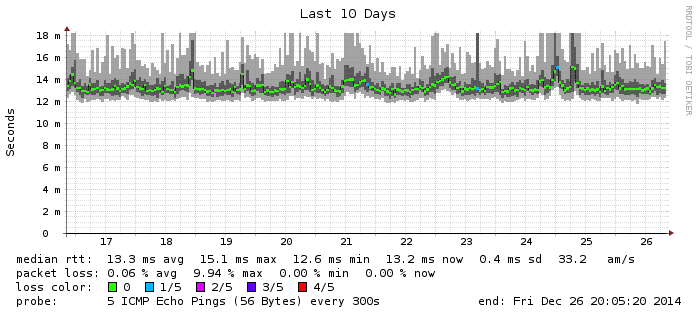 Last 10 Days
RRDTOOL / TOBI OETIKER
Seconds
18 m
16 m
14 m
12 m
10 m
8 m
6 m
4 m
2 m
0
17 18 19 20 21 22 23 24 25 26
median rtt: 13.3 ms avg 15.1 ms max 12.6 ms min 13.2 ms now 0.4 ms sd 33.2 am/s
packet loss: 0.06 % avg 9.94 % max 0.00 % min 0.00 % now
loss color: 0 1/5 2/5 3/5 4/5
probe: 5 ICMP Echo Pings (56 Bytes) every 300s end: Fri Dec 26 20:05:20 2014